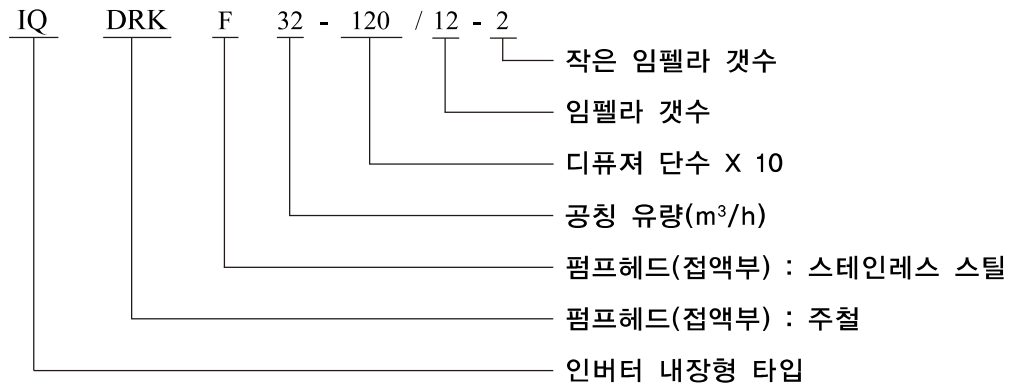 IQ DRK F 32 - 120 / 12 - 2
작은 임펠라 갯수
임펠라 갯수
디퓨져 단수 X 10
공칭 유량(m³/h)
펌프헤드(접액부) : 스테인레스 스틸
펌프헤드(접액부) : 주철
인버터 내장형 타입